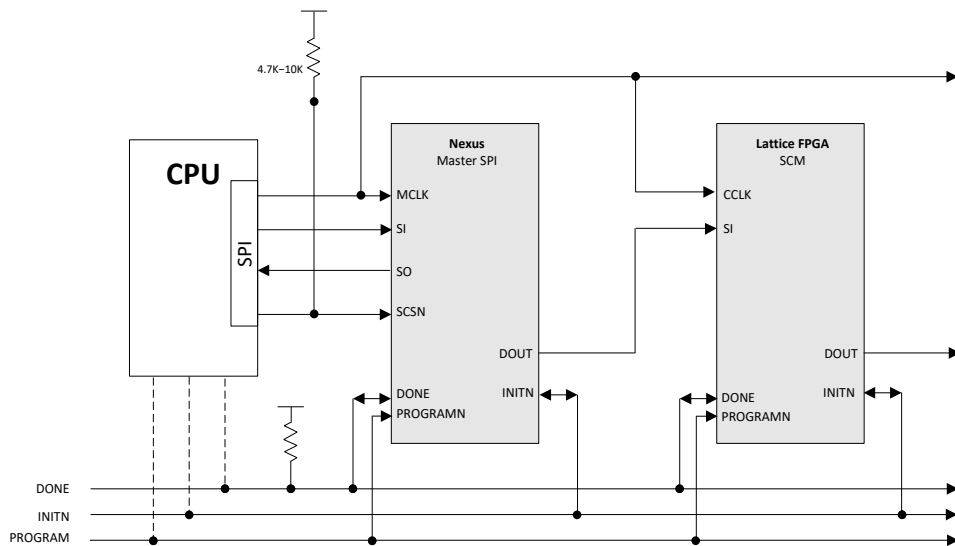 4.7K–10K
CPU
SPI
Nexus
Master SPI
MCLK
SI
SO
SCSN
DOUT
DONE
INITN
PROGRAMN
Lattice FPGA
SCM
CCLK
SI
DOUT
INITN
DONE
PROGRAMN
DONE
INITN
PROGRAM